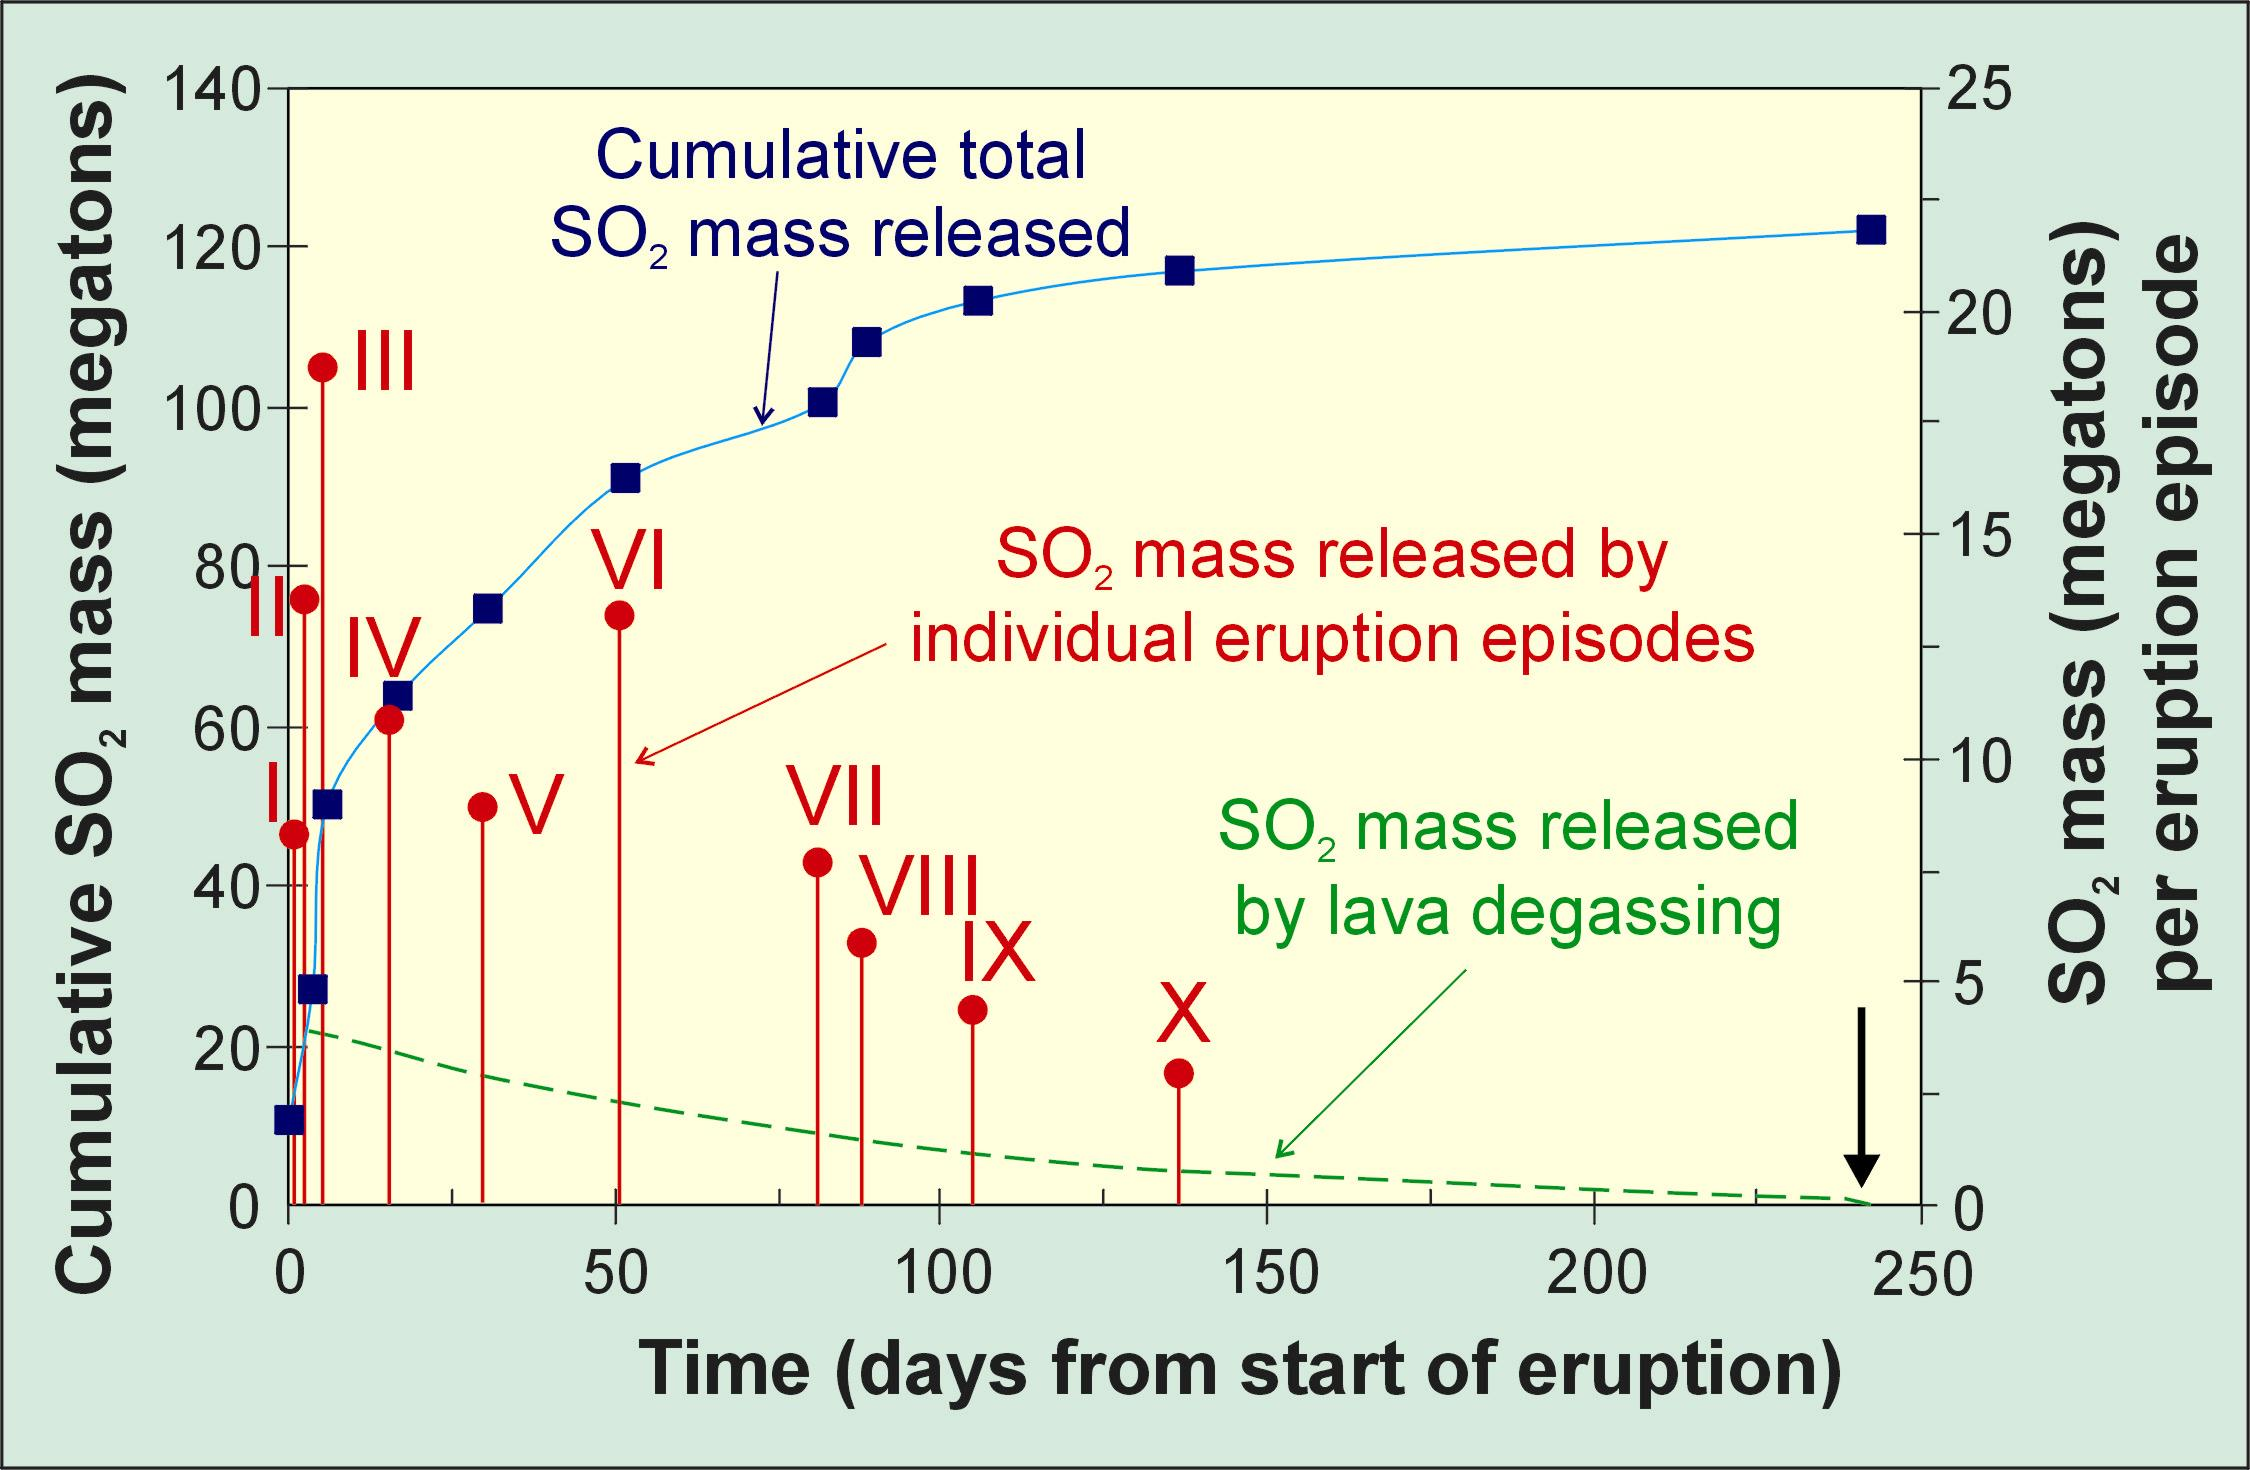 Cumulative SO₂ mass (megatons)
140
120
100
80
60
40
20
0
Cumulative total
SO₂ mass released
I
II
III
IV
V
VI
VII
VIII
IX
X
SO₂ mass released by
individual eruption episodes
SO₂ mass released
by lava degassing
25
20
15
10
5
0
SO₂ mass (megatons)
per eruption episode
0 50 100 150 200 250
Time (days from start of eruption)